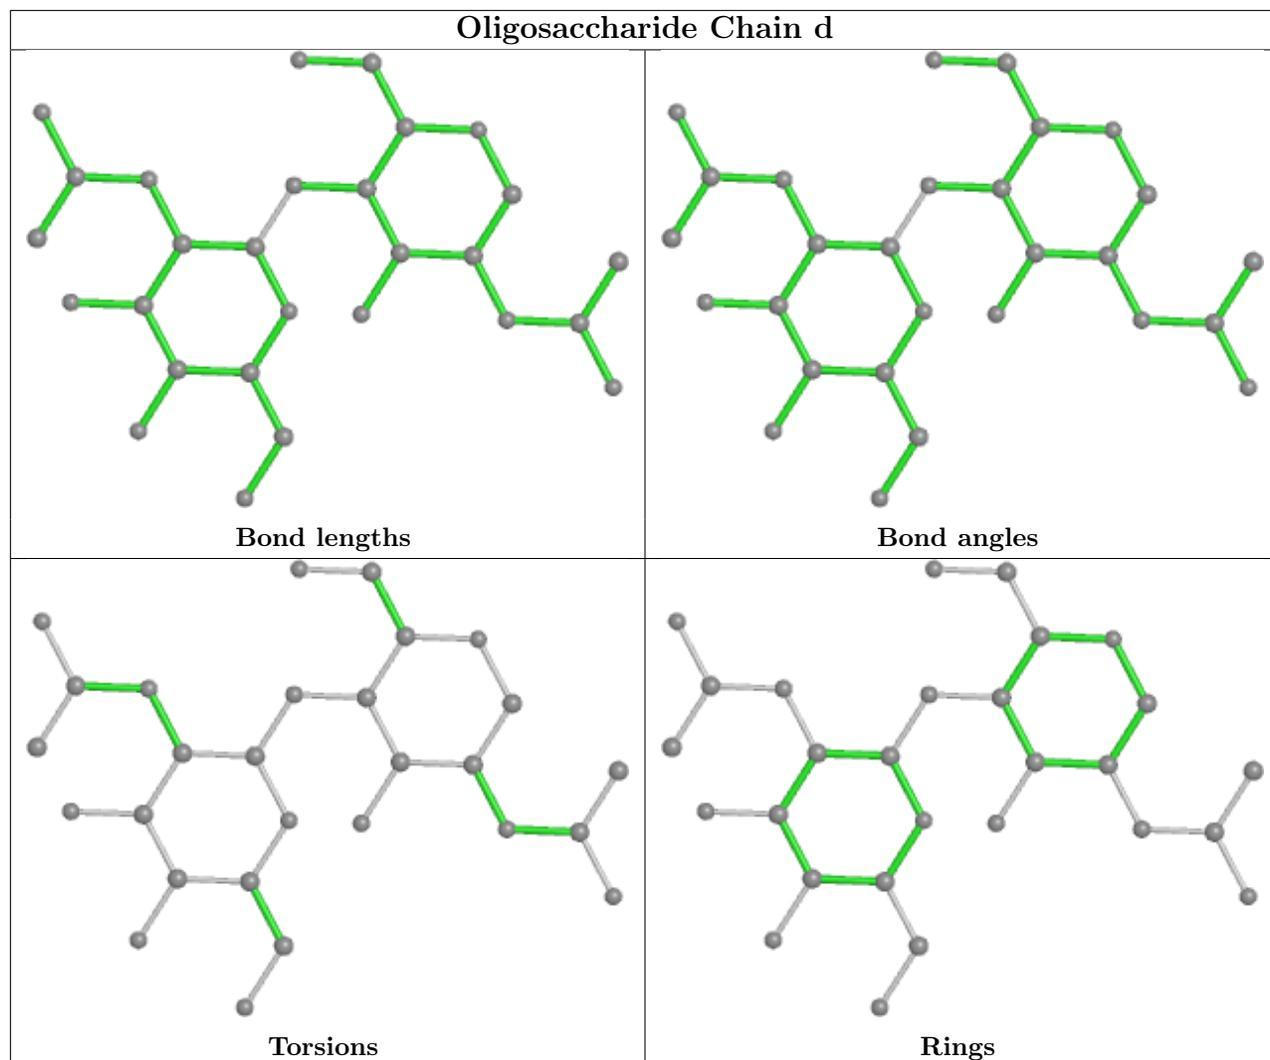 Oligosaccharide Chain d
Bond lengths
Bond angles
Torsions
Rings